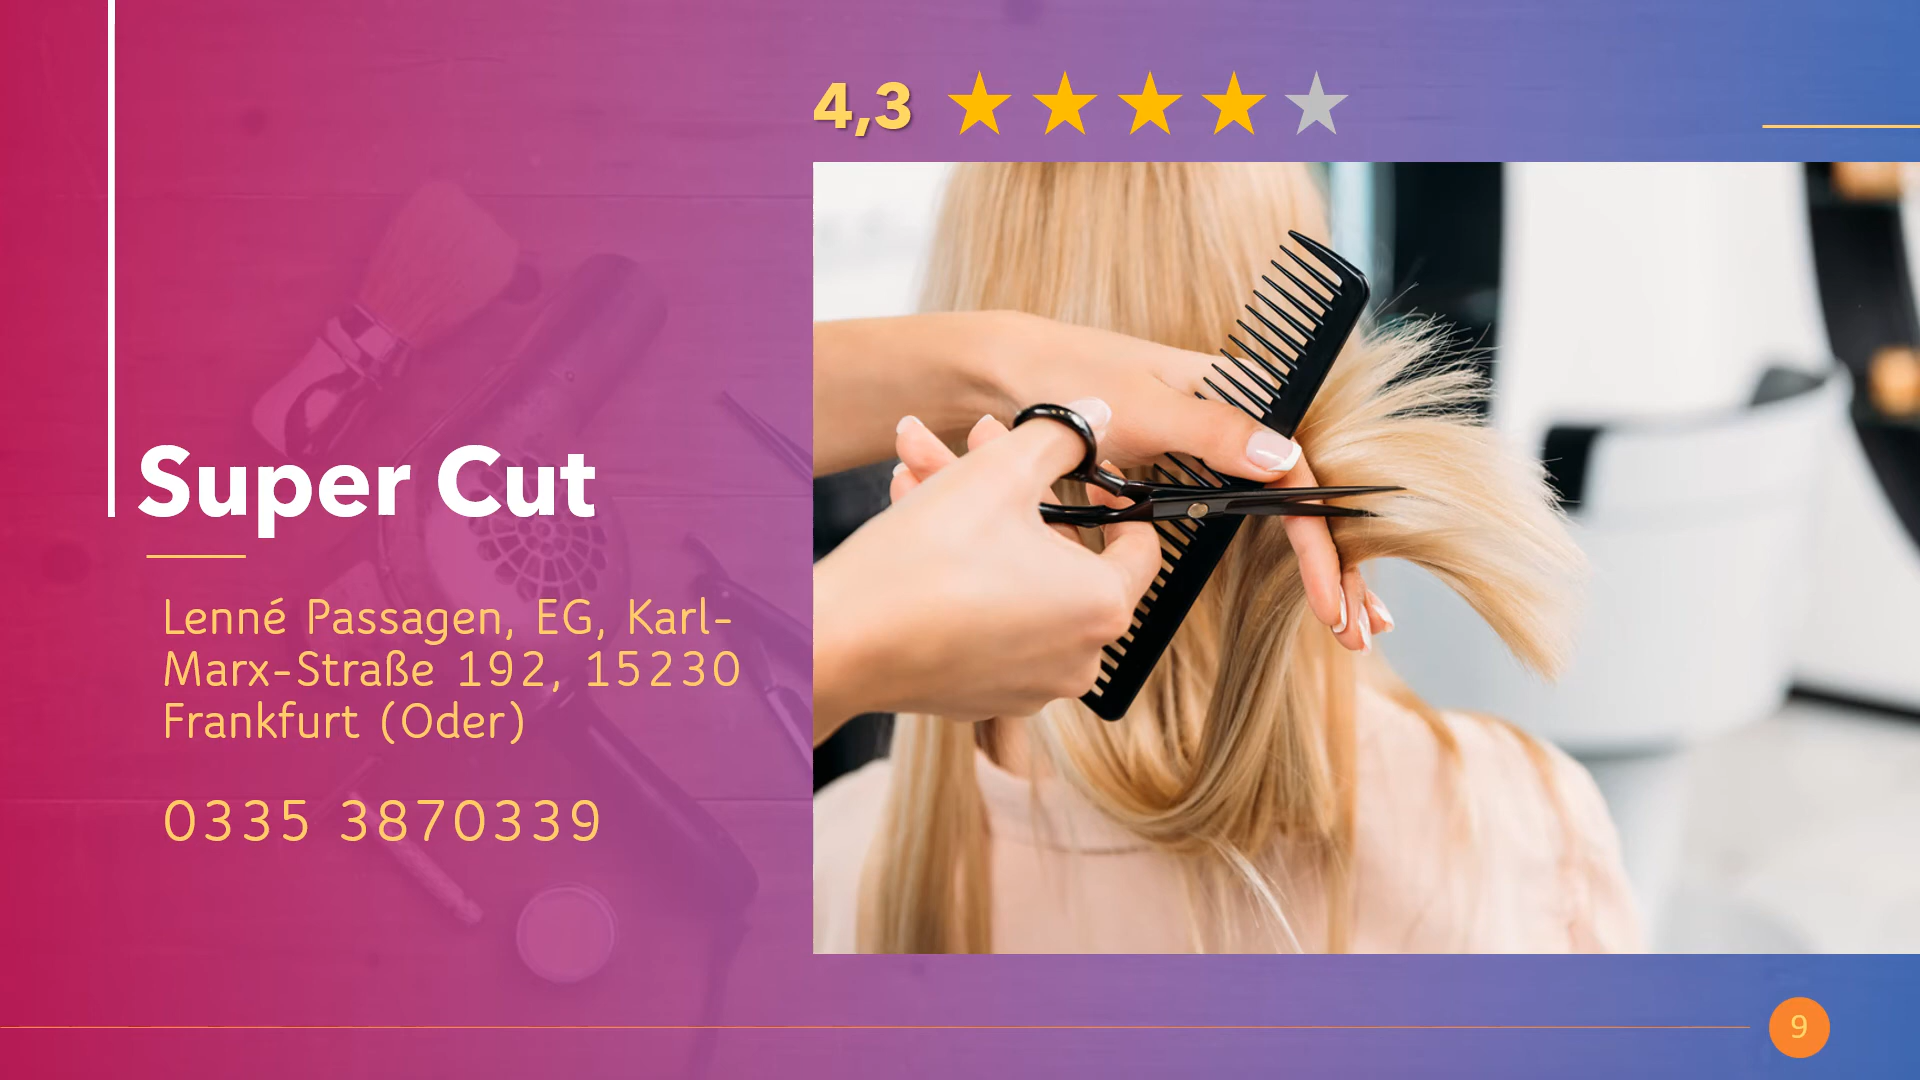 4,3
Super Cut
Lenné Passagen, EG, Karl-
Marx-Straße 192, 15230
Frankfurt (Oder)
0335 3870339
9